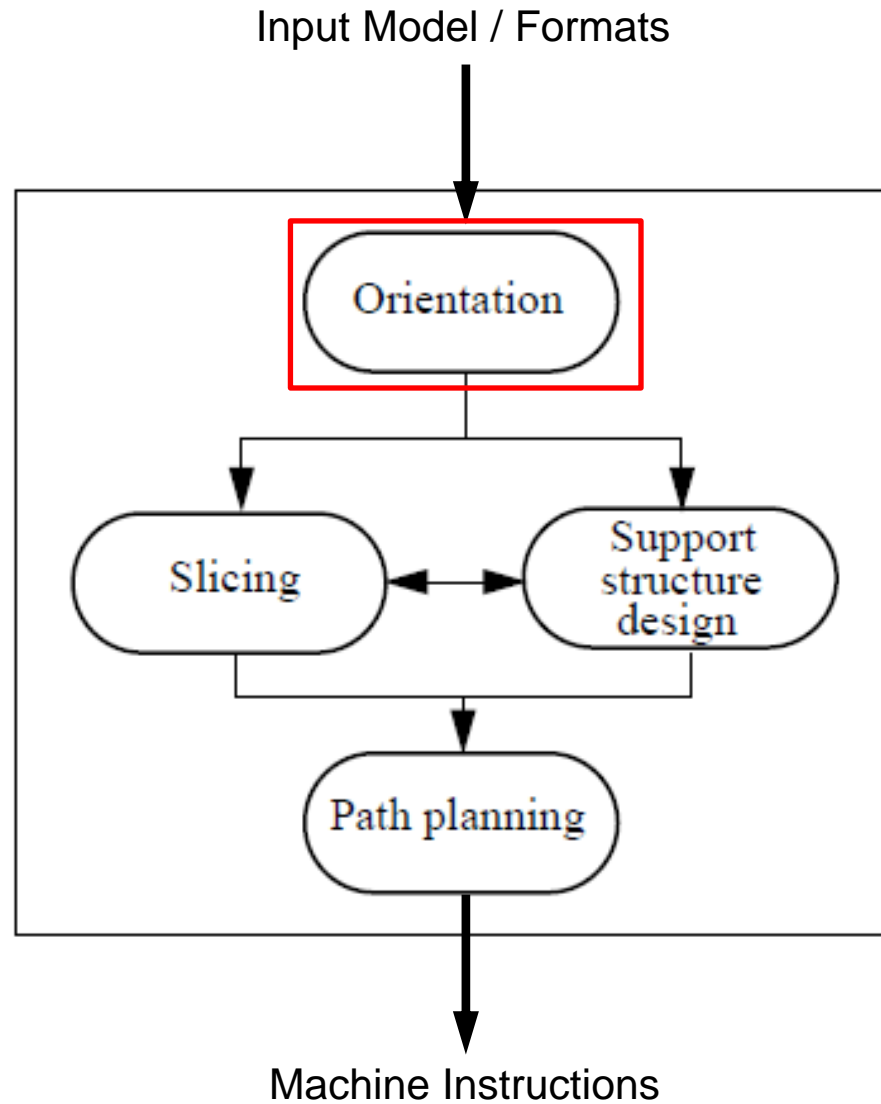 Input Model / Formats
Orientation
Slicing
Support
structure
design
Path planning
Machine Instructions